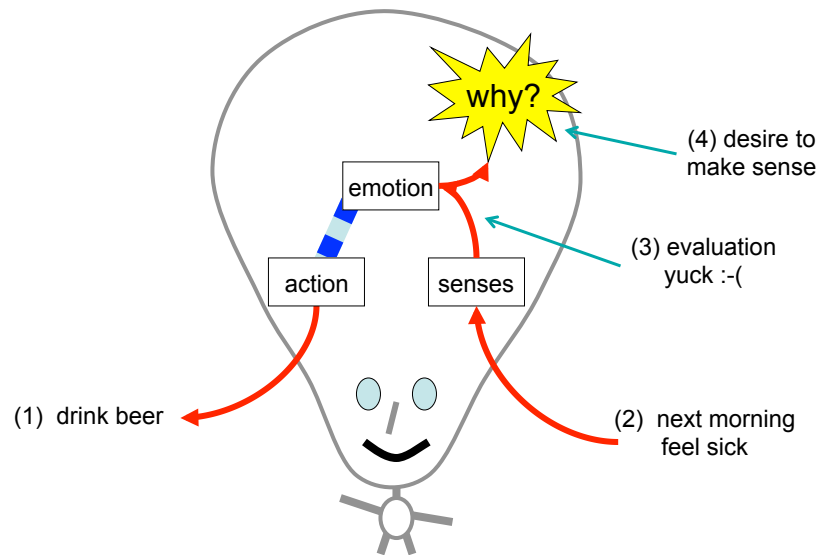 why?
(4) desire to
make sense
emotion
(3) evaluation
yuck :-(
action
senses
(1) drink beer
(2) next morning
feel sick